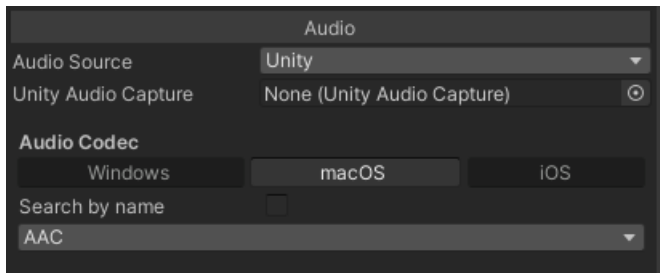 Audio
Audio Source Unity
Unity Audio Capture None (Unity Audio Capture)
Audio Codec
Windows macOS iOS
Search by name
AAC